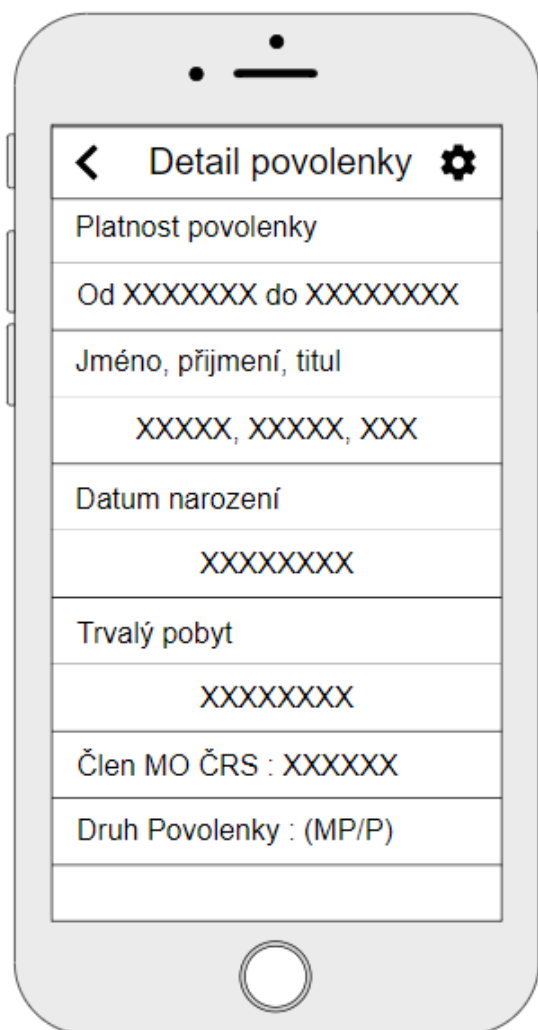 Detail povolenky
Platnost povolenky
Od XXXXXXX do XXXXXXXX
Jméno, přijmení, titul
XXXXX, XXXXX, XXX
Datum narození
XXXXXXXX
Trvalý pobyt
XXXXXXXX
Člen MO ČRS : XXXXXX
Druh Povolenky : (MP/P)